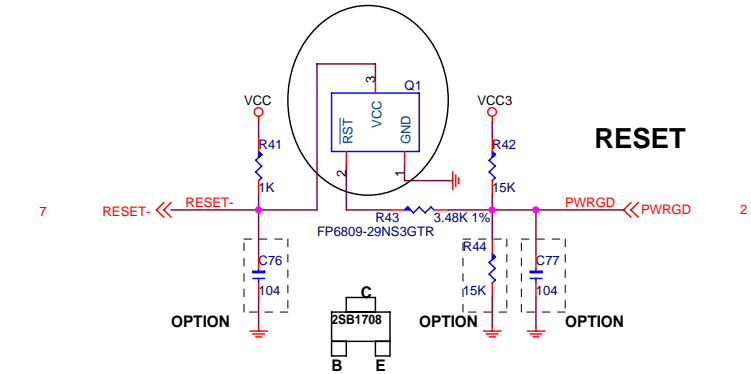 Q1
3
VCC
RST
GND
2
1
VCC
R41
1K
VCC3
R42
15K
RESET
7
RESET-
RESET-
R43
3.48K 1%
FP6809-29NS3GTR
PWRGD
PWRGD
2
C76
104
OPTION
R44
15K
OPTION
C77
104
OPTION
C
2SB1708
B
E